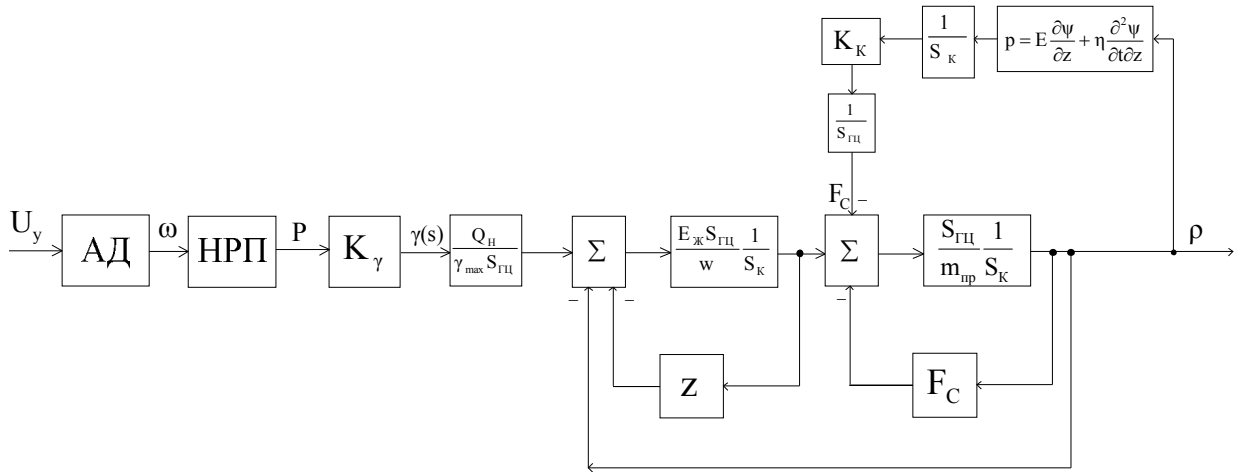 K_К
1/S_К
p = E ∂ψ/∂z + η ∂²ψ/∂t∂z
1/S_ГЦ
F_C –
U_y
АД
ω
НРП
P
K_γ
γ(s)
Q_Н/γ_max S_ГЦ
Σ
– –
E_Ж S_ГЦ/w 1/S_К
Σ
–
S_ГЦ/m_пр 1/S_К
ρ
Z
F_C